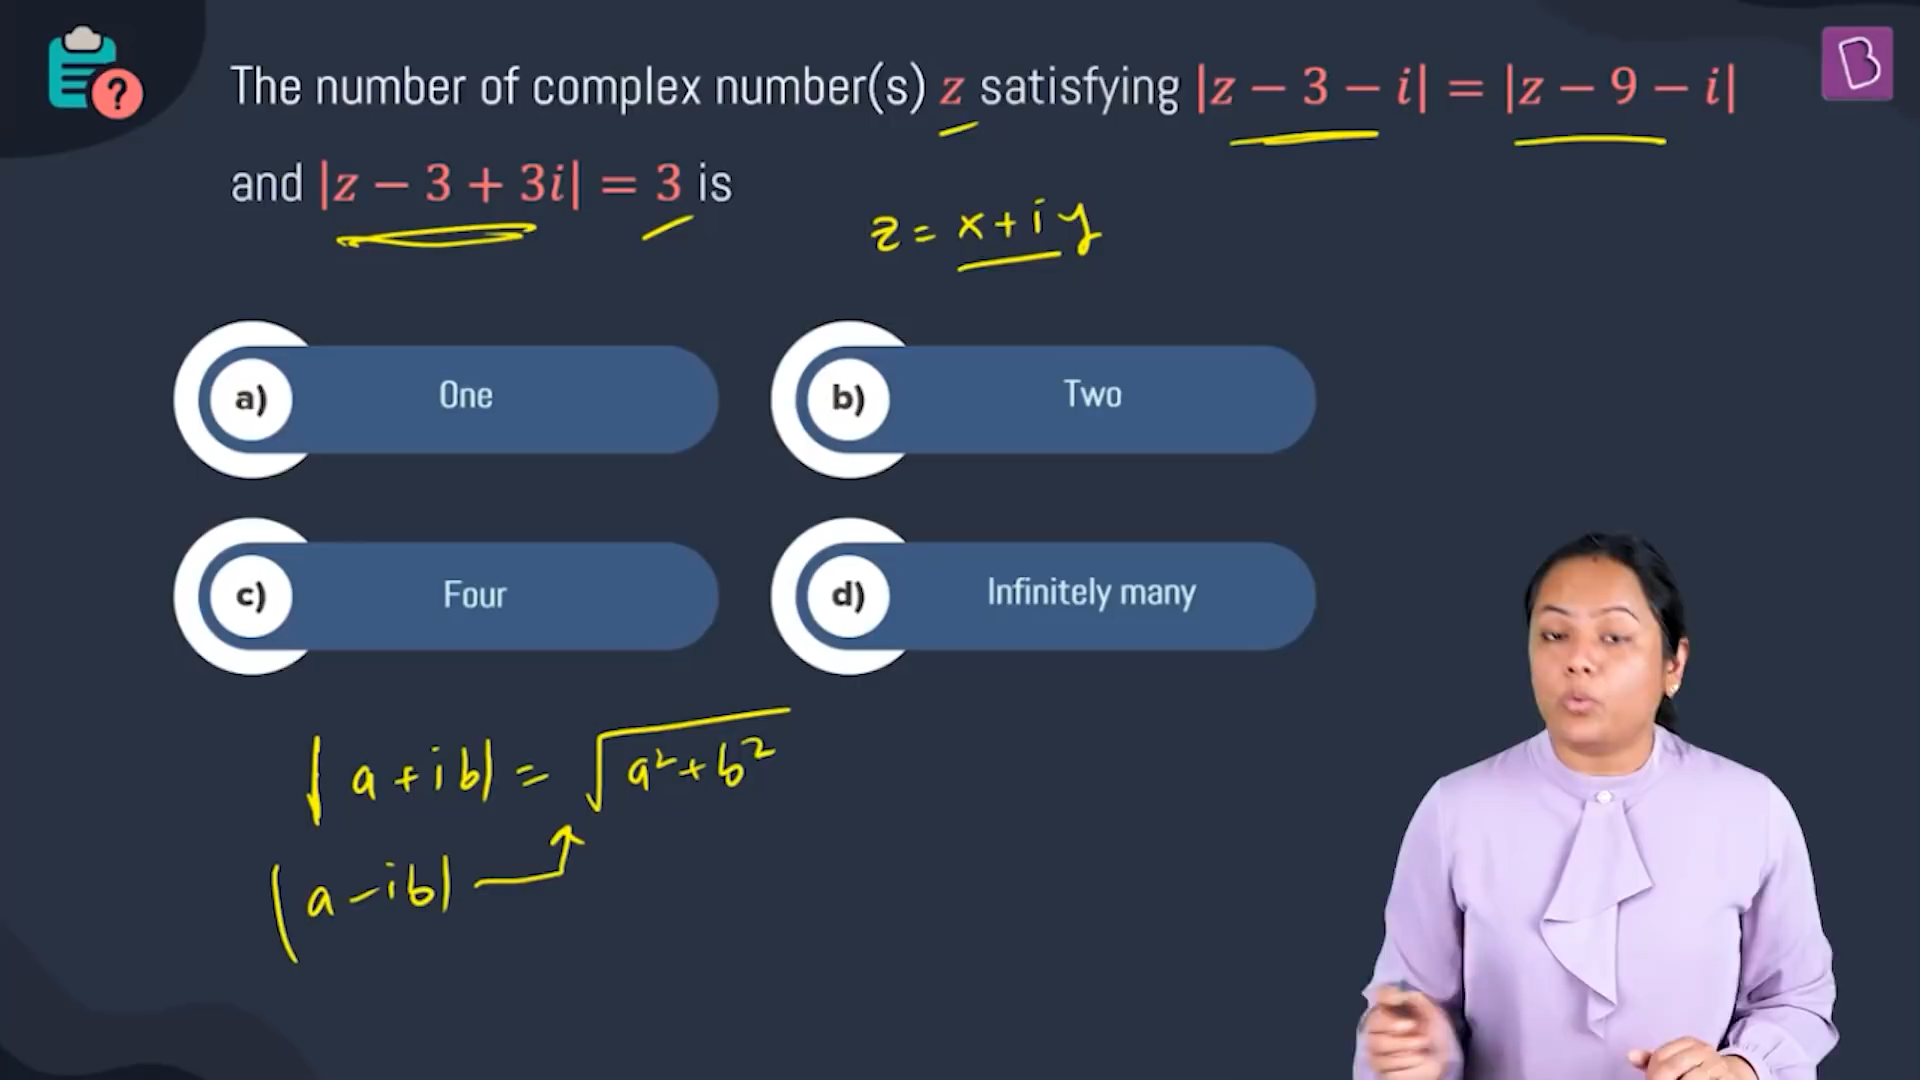 The number of complex number(s) z satisfying |z − 3 − i| = |z − 9 − i|
and |z − 3 + 3i| = 3 is
z = x + iy
a) One
b) Two
c) Four
d) Infinitely many
|a + ib| = √a² + b²
|a − ib|
?
B